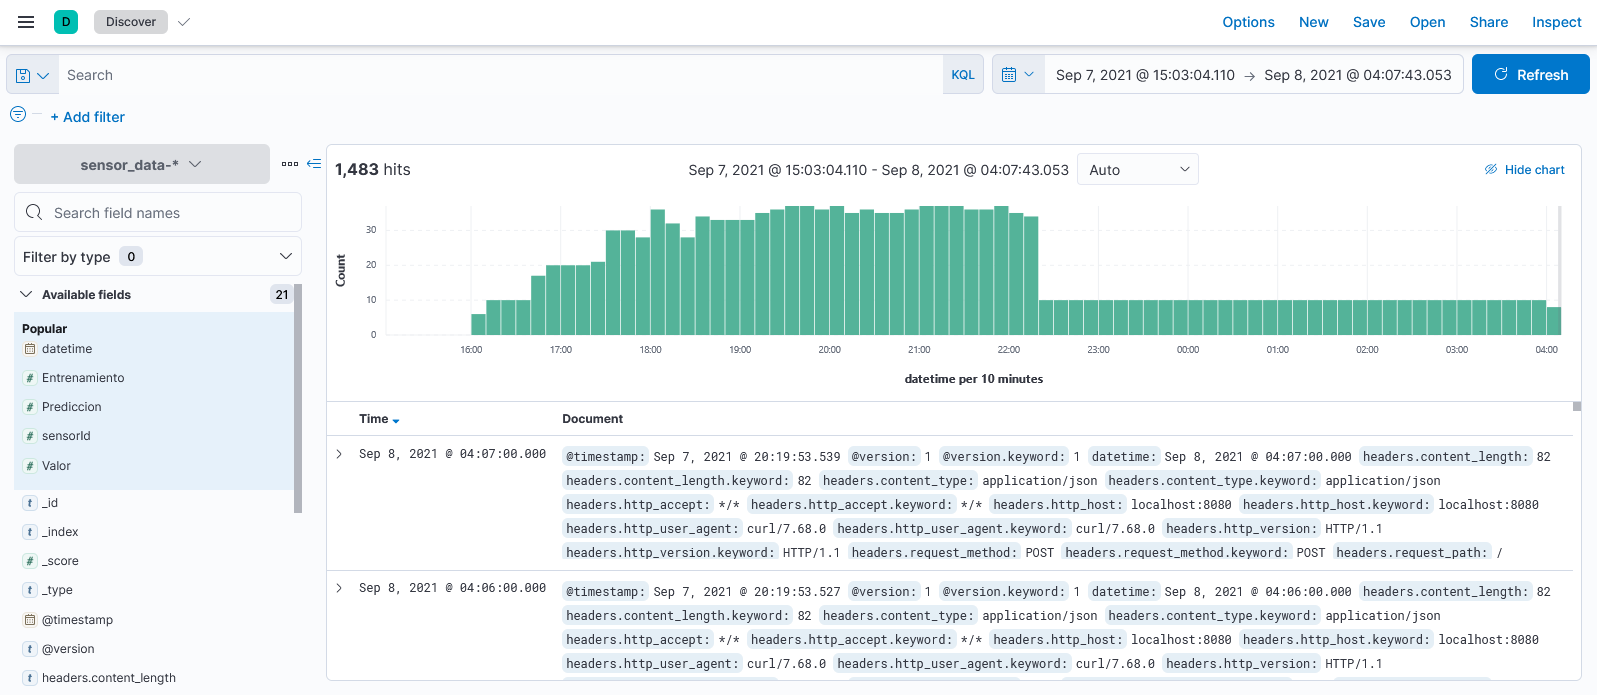 D Discover Options New Save Open Share Inspect
Search KQL Sep 7, 2021 @ 15:03:04.110 → Sep 8, 2021 @ 04:07:43.053 Refresh
+ Add filter
sensor_data-*
Search field names
Filter by type 0
Available fields 21
Popular
datetime
# Entrenamiento
# Prediccion
# sensorId
# Valor
t _id
t _index
# _score
t _type
@timestamp
t @version
t headers.content_length
1,483 hits Sep 7, 2021 @ 15:03:04.110 - Sep 8, 2021 @ 04:07:43.053 Auto Hide chart
Count
30
20
10
0
16:00 17:00 18:00 19:00 20:00 21:00 22:00 23:00 00:00 01:00 02:00 03:00 04:00
datetime per 10 minutes
Time Document
Sep 8, 2021 @ 04:07:00.000 @timestamp: Sep 7, 2021 @ 20:19:53.539 @version: 1 @version.keyword: 1 datetime: Sep 8, 2021 @ 04:07:00.000 headers.content_length: 82
headers.content_length.keyword: 82 headers.content_type: application/json headers.content_type.keyword: application/json
headers.http_accept: */* headers.http_accept.keyword: */* headers.http_host: localhost:8080 headers.http_host.keyword: localhost:8080
headers.http_user_agent: curl/7.68.0 headers.http_user_agent.keyword: curl/7.68.0 headers.http_version: HTTP/1.1
headers.http_version.keyword: HTTP/1.1 headers.request_method: POST headers.request_method.keyword: POST headers.request_path: /
Sep 8, 2021 @ 04:06:00.000 @timestamp: Sep 7, 2021 @ 20:19:53.527 @version: 1 @version.keyword: 1 datetime: Sep 8, 2021 @ 04:06:00.000 headers.content_length: 82
headers.content_length.keyword: 82 headers.content_type: application/json headers.content_type.keyword: application/json
headers.http_accept: */* headers.http_accept.keyword: */* headers.http_host: localhost:8080 headers.http_host.keyword: localhost:8080
headers.http_user_agent: curl/7.68.0 headers.http_user_agent.keyword: curl/7.68.0 headers.http_version: HTTP/1.1